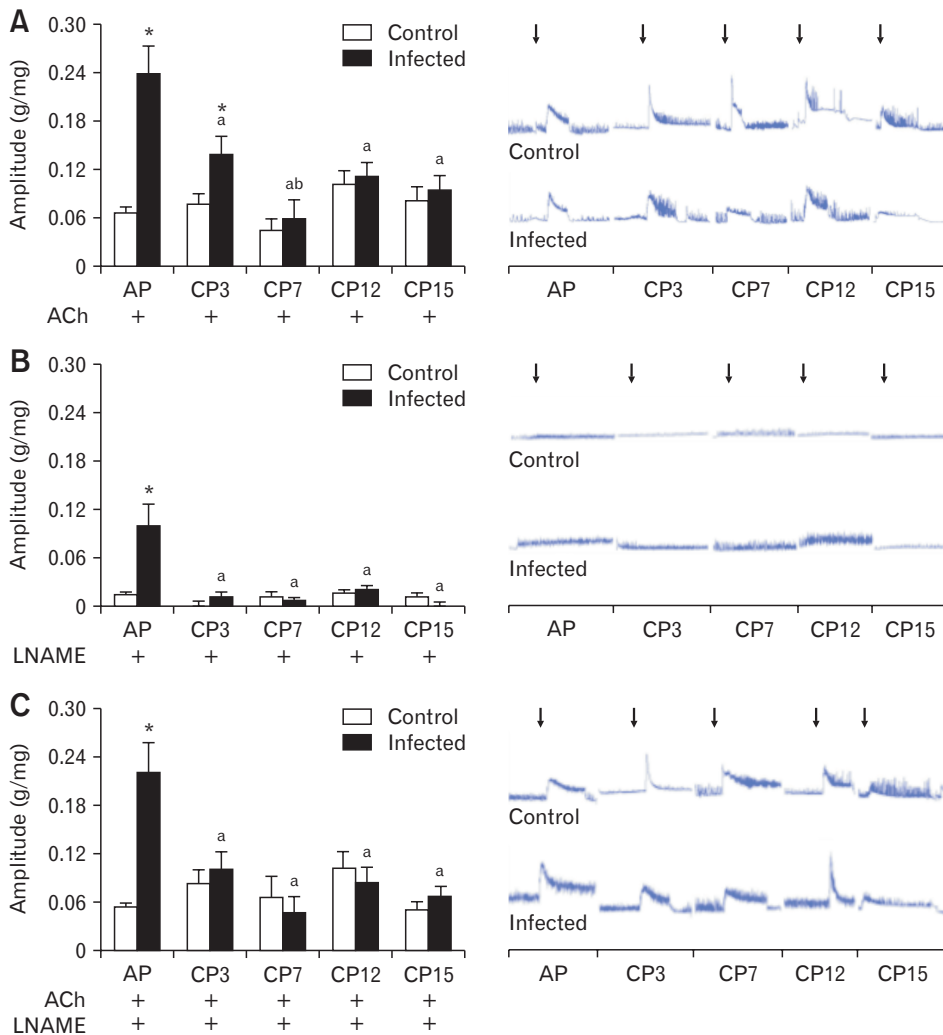 A
Amplitude (g/mg)
0.30
0.24
0.18
0.12
0.06
0
Control
Infected
*
*
a
ab
a
a
AP CP3 CP7 CP12 CP15
ACh + + + + +
Control
Infected
AP CP3 CP7 CP12 CP15
B
Amplitude (g/mg)
0.30
0.24
0.18
0.12
0.06
0
Control
Infected
*
a
a
a
a
AP CP3 CP7 CP12 CP15
LNAME + + + + +
Control
Infected
AP CP3 CP7 CP12 CP15
C
Amplitude (g/mg)
0.30
0.24
0.18
0.12
0.06
0
Control
Infected
*
a
a
a
a
AP CP3 CP7 CP12 CP15
ACh + + + + +
LNAME + + + + +
Control
Infected
AP CP3 CP7 CP12 CP15